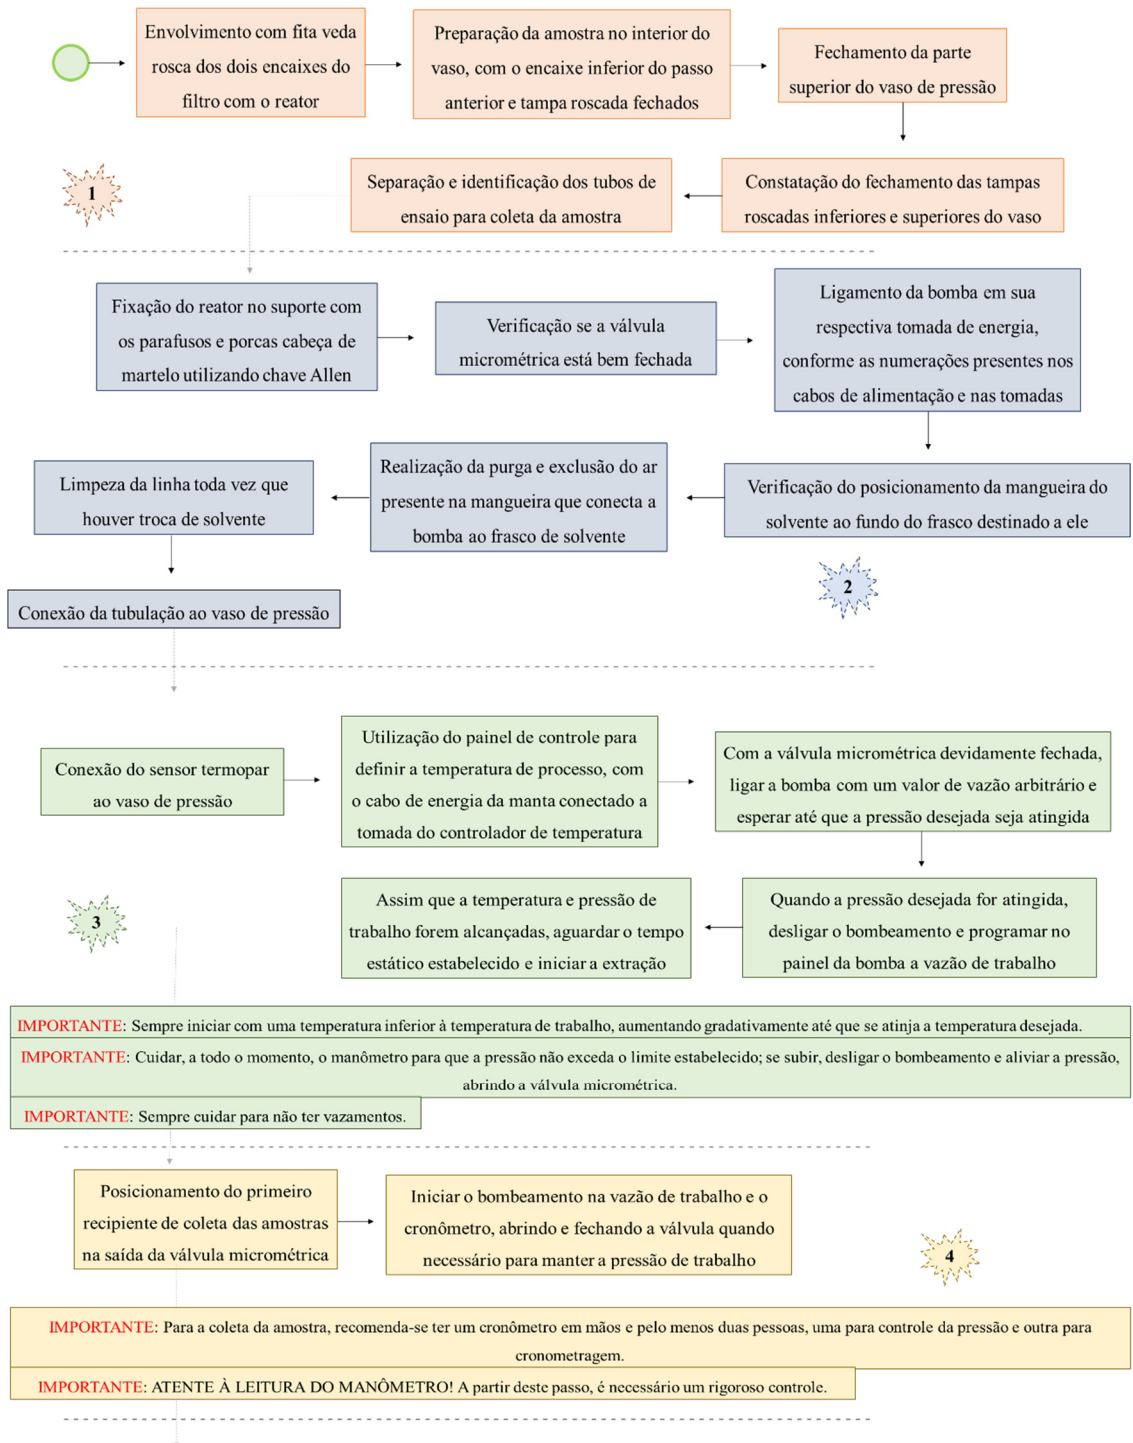 Envolvimento com fita veda
rosca dos dois encaixes do
filtro com o reator
Preparação da amostra no interior do
vaso, com o encaixe inferior do passo
anterior e tampa roscada fechados
Fechamento da parte
superior do vaso de pressão
Constatação do fechamento das tampas
roscadas inferiores e superiores do vaso
Separação e identificação dos tubos de
ensaio para coleta da amostra
1
Fixação do reator no suporte com
os parafusos e porcas cabeça de
martelo utilizando chave Allen
Verificação se a válvula
micrométrica está bem fechada
Ligamento da bomba em sua
respectiva tomada de energia,
conforme as numerações presentes nos
cabos de alimentação e nas tomadas
Verificação do posicionamento da mangueira do
solvente ao fundo do frasco destinado a ele
Realização da purga e exclusão do ar
presente na mangueira que conecta a
bomba ao frasco de solvente
Limpeza da linha toda vez que
houver troca de solvente
Conexão da tubulação ao vaso de pressão
2
Conexão do sensor termopar
ao vaso de pressão
Utilização do painel de controle para
definir a temperatura de processo, com
o cabo de energia da manta conectado a
tomada do controlador de temperatura
Com a válvula micrométrica devidamente fechada,
ligar a bomba com um valor de vazão arbitrário e
esperar até que a pressão desejada seja atingida
Quando a pressão desejada for atingida,
desligar o bombeamento e programar no
painel da bomba a vazão de trabalho
Assim que a temperatura e pressão de
trabalho forem alcançadas, aguardar o tempo
estático estabelecido e iniciar a extração
3
IMPORTANTE: Sempre iniciar com uma temperatura inferior à temperatura de trabalho, aumentando gradativamente até que se atinja a temperatura desejada.
IMPORTANTE: Cuidar, a todo o momento, o manômetro para que a pressão não exceda o limite estabelecido; se subir, desligar o bombeamento e aliviar a pressão,
abrindo a válvula micrométrica.
IMPORTANTE: Sempre cuidar para não ter vazamentos.
Posicionamento do primeiro
recipiente de coleta das amostras
na saída da válvula micrométrica
Iniciar o bombeamento na vazão de trabalho e o
cronômetro, abrindo e fechando a válvula quando
necessário para manter a pressão de trabalho
4
IMPORTANTE: Para a coleta da amostra, recomenda-se ter um cronômetro em mãos e pelo menos duas pessoas, uma para controle da pressão e outra para
cronometragem.
IMPORTANTE: ATENTE À LEITURA DO MANÔMETRO! A partir deste passo, é necessário um rigoroso controle.